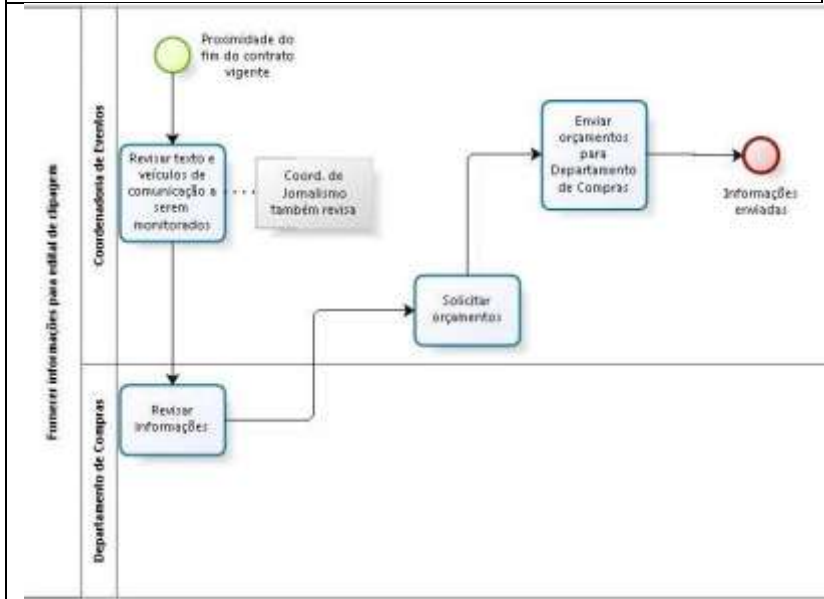 Fornecer informações para edital de clipagem
Coordenadoria de Eventos
Proximidade do
fim do contrato
vigente
Revisar texto e
veículos de
comunicação a
serem
monitorados
Coord. de
Jornalismo
também revisa
Solicitar
orçamentos
Enviar
orçamentos
para
Departamento
de Compras
Informações
enviadas
Departamento de Compras
Revisar
informações